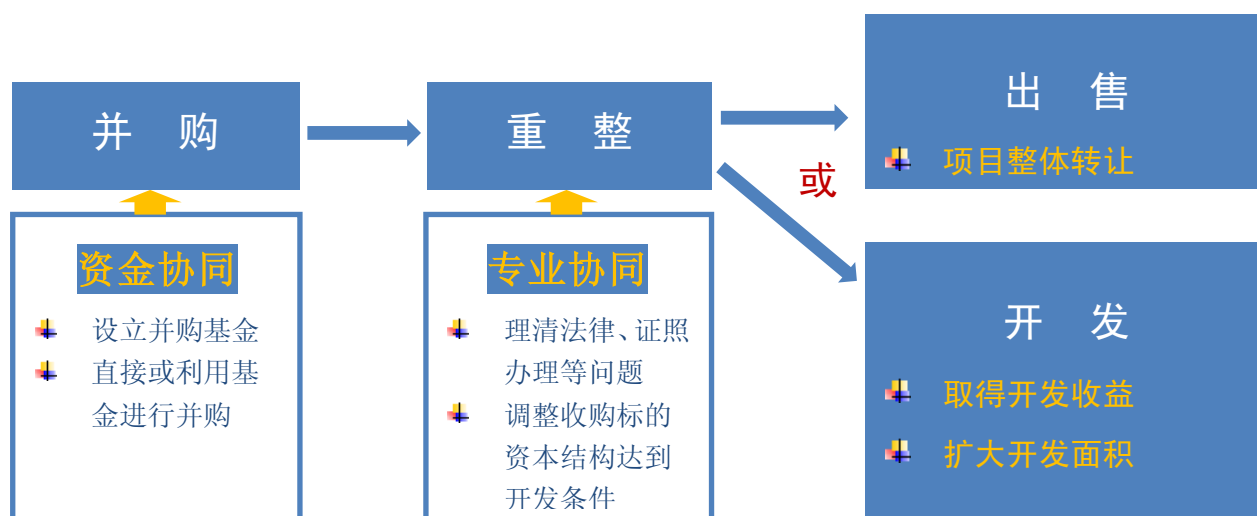 并 购
资金协同
设立并购基金
直接或利用基
金进行并购
重 整
专业协同
理清法律、证照
办理等问题
调整收购标的
资本结构达到
开发条件
或
出 售
项目整体转让
开 发
取得开发收益
扩大开发面积